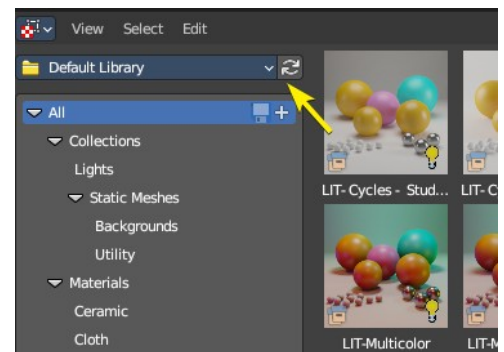 View Select Edit
Default Library
All
Collections
Lights
Static Meshes
Backgrounds
Utility
Materials
Ceramic
Cloth
LIT- Cycles - Stud... LIT- C
LIT-Multicolor LIT-M